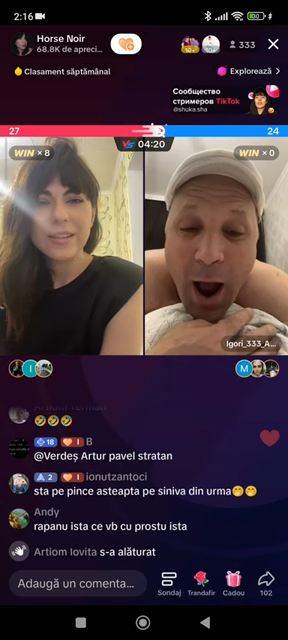 2:16
Horse Noir
68.8K de apreci...
333
Clasament săptămânal
Explorează >
Сообщество
стримеров TikTok
@shuka.sha
27
24
WIN × 8
VS 04:20
WIN × 0
Igori_333_A...
I
M
🤣🤣🤣
18 I B
@Verdeș Artur pavel stratan
2 I ionutzantoci
sta pe pince asteapta pe siniva din urma🤭🤭
Andy
rapanu ista ce vb cu prostu ista
Artiom Iovita s-a alăturat
Adaugă un comenta...
Sondaj
Trandafir
Cadou
102